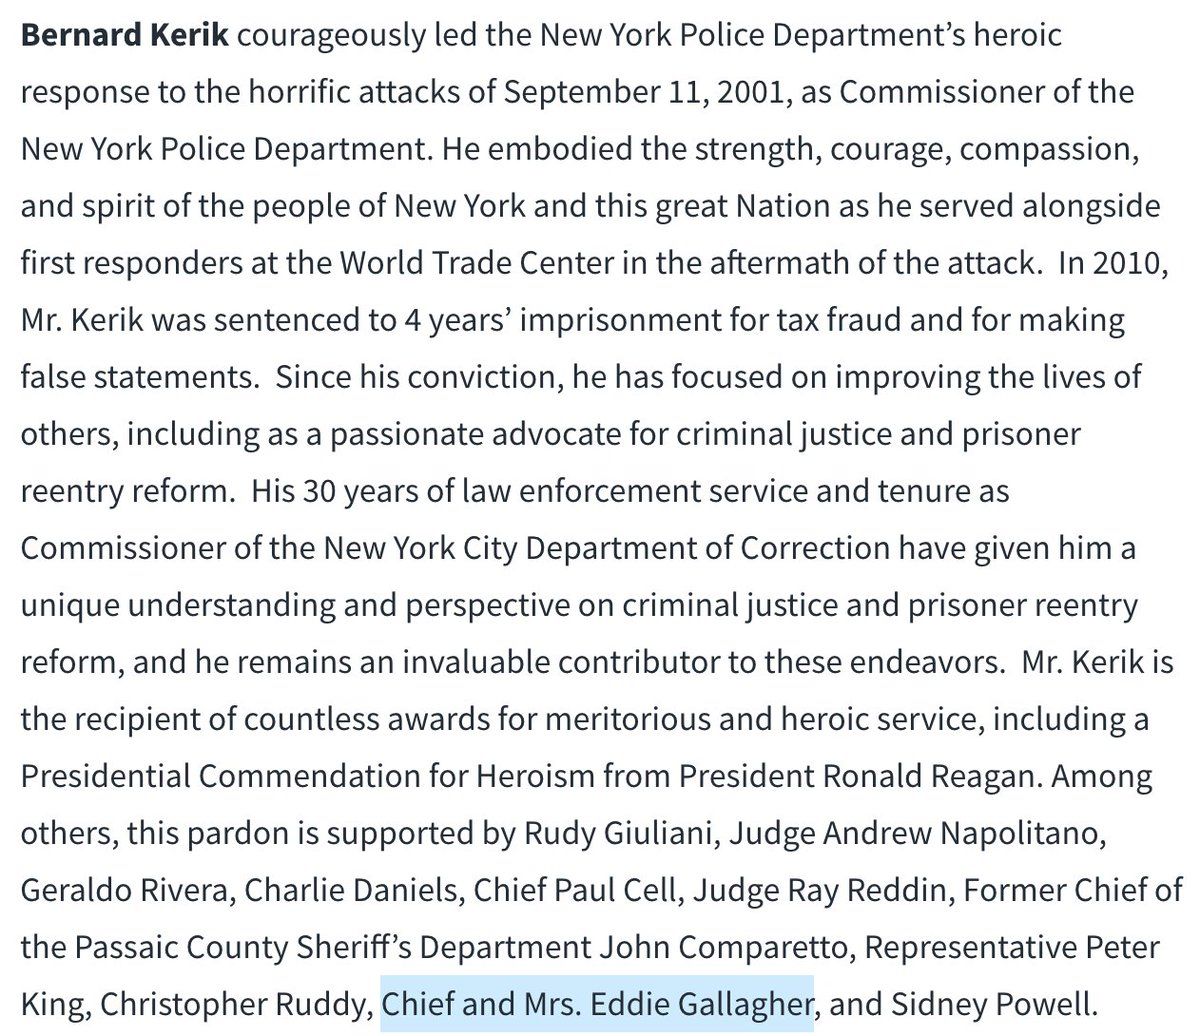 Bernard Kerik courageously led the New York Police Department’s heroic
response to the horrific attacks of September 11, 2001, as Commissioner of the
New York Police Department. He embodied the strength, courage, compassion,
and spirit of the people of New York and this great Nation as he served alongside
first responders at the World Trade Center in the aftermath of the attack.  In 2010,
Mr. Kerik was sentenced to 4 years’ imprisonment for tax fraud and for making
false statements.  Since his conviction, he has focused on improving the lives of
others, including as a passionate advocate for criminal justice and prisoner
reentry reform.  His 30 years of law enforcement service and tenure as
Commissioner of the New York City Department of Correction have given him a
unique understanding and perspective on criminal justice and prisoner reentry
reform, and he remains an invaluable contributor to these endeavors.  Mr. Kerik is
the recipient of countless awards for meritorious and heroic service, including a
Presidential Commendation for Heroism from President Ronald Reagan. Among
others, this pardon is supported by Rudy Giuliani, Judge Andrew Napolitano,
Geraldo Rivera, Charlie Daniels, Chief Paul Cell, Judge Ray Reddin, Former Chief of
the Passaic County Sheriff’s Department John Comparetto, Representative Peter
King, Christopher Ruddy, Chief and Mrs. Eddie Gallagher, and Sidney Powell.